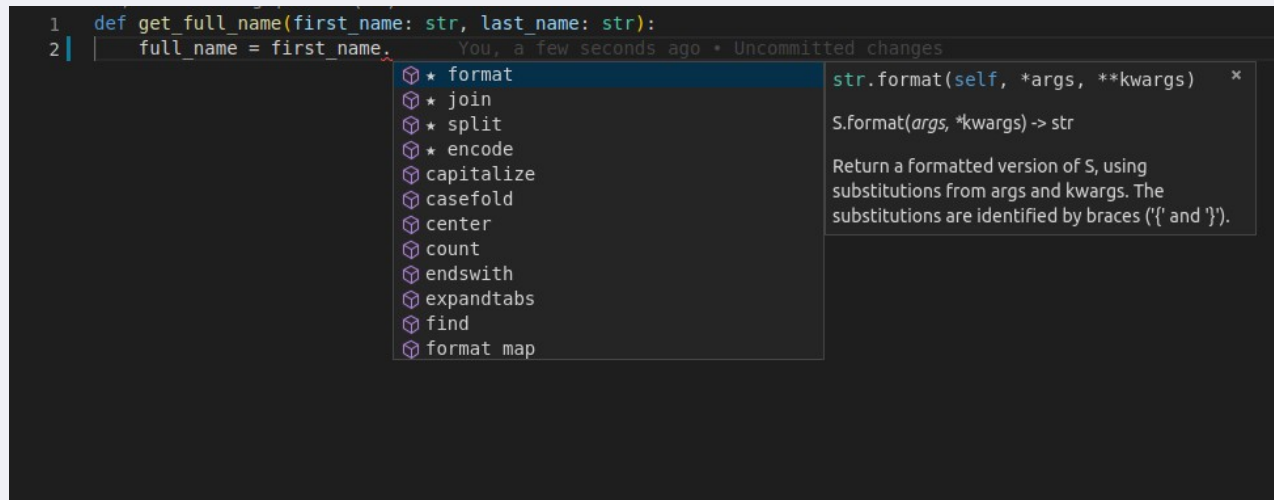 1 def get_full_name(first_name: str, last_name: str):
2 full_name = first_name. You, a few seconds ago • Uncommitted changes
★ format
★ join
★ split
★ encode
capitalize
casefold
center
count
endswith
expandtabs
find
format map
str.format(self, *args, **kwargs) ×
S.format(args, *kwargs) -> str
Return a formatted version of S, using
substitutions from args and kwargs. The
substitutions are identified by braces ('{' and '}').